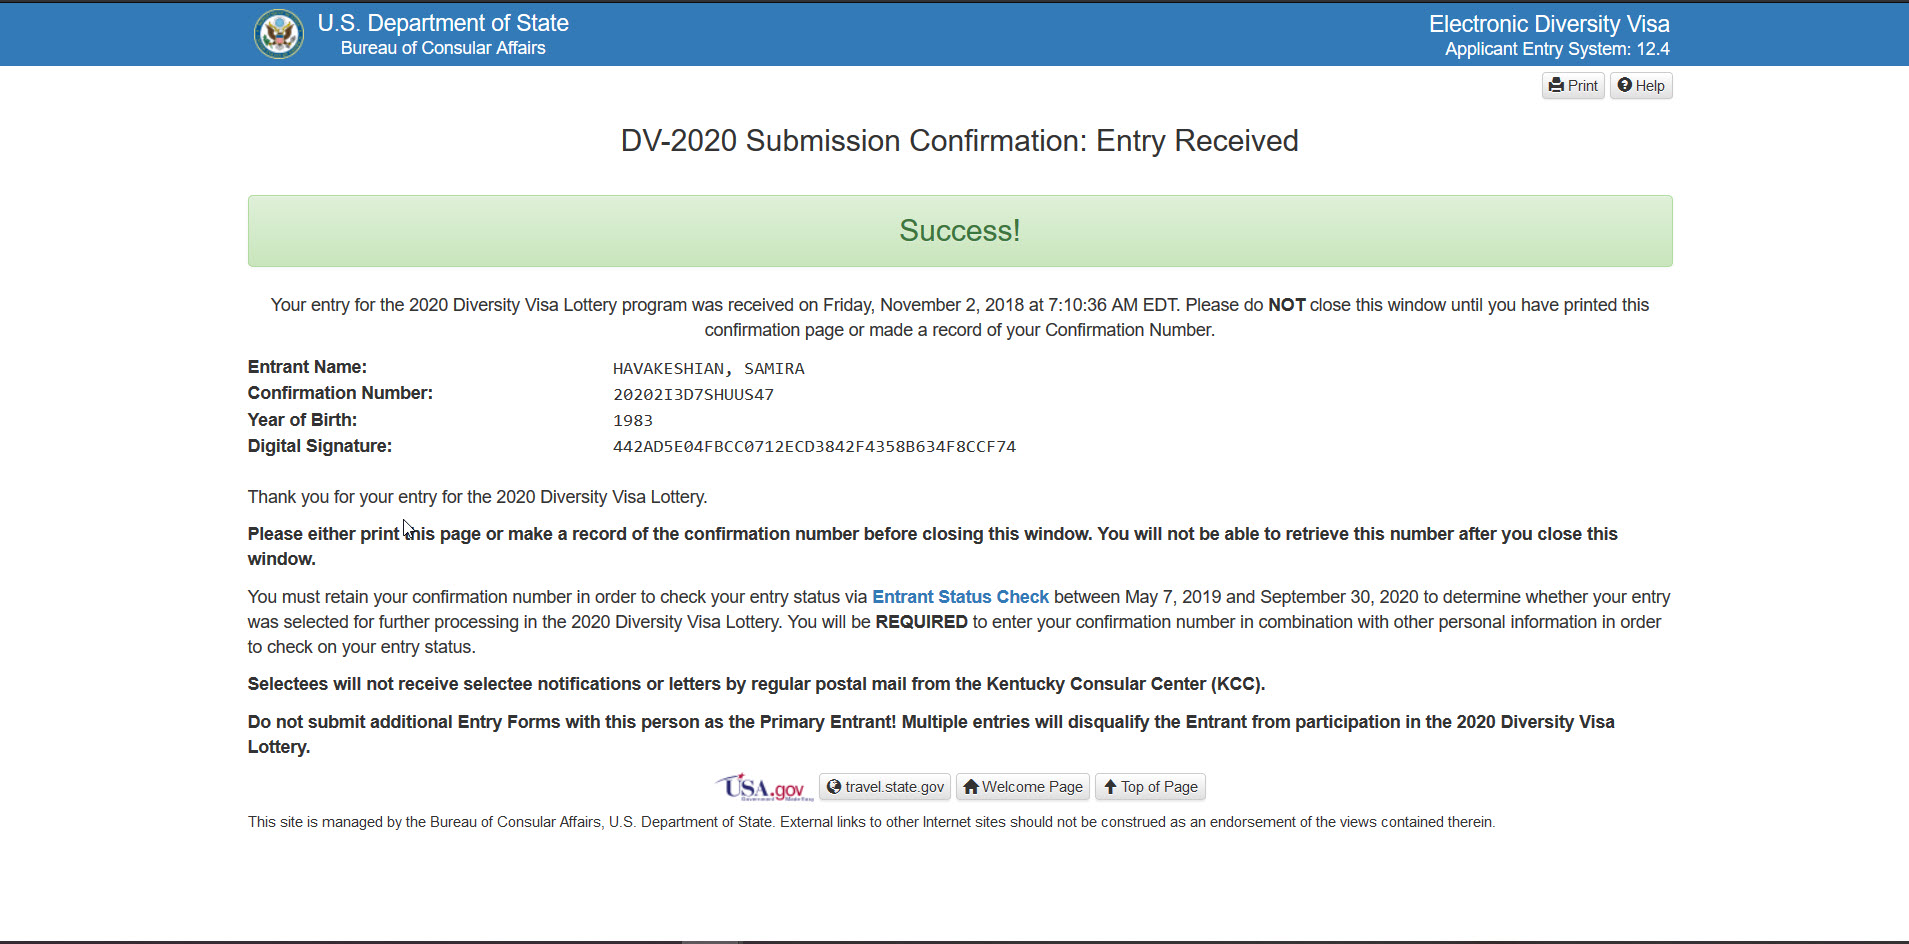 U.S. Department of State
Bureau of Consular Affairs
Electronic Diversity Visa
Applicant Entry System: 12.4
Print
Help
DV-2020 Submission Confirmation: Entry Received
Success!
Your entry for the 2020 Diversity Visa Lottery program was received on Friday, November 2, 2018 at 7:10:36 AM EDT. Please do NOT close this window until you have printed this
confirmation page or made a record of your Confirmation Number.
Entrant Name: HAVAKESHIAN, SAMIRA
Confirmation Number: 20202I3D7SHUUS47
Year of Birth: 1983
Digital Signature: 442AD5E04FBCC0712ECD3842F4358B634F8CCF74
Thank you for your entry for the 2020 Diversity Visa Lottery.
Please either print this page or make a record of the confirmation number before closing this window. You will not be able to retrieve this number after you close this
window.
You must retain your confirmation number in order to check your entry status via Entrant Status Check between May 7, 2019 and September 30, 2020 to determine whether your entry
was selected for further processing in the 2020 Diversity Visa Lottery. You will be REQUIRED to enter your confirmation number in combination with other personal information in order
to check on your entry status.
Selectees will not receive selectee notifications or letters by regular postal mail from the Kentucky Consular Center (KCC).
Do not submit additional Entry Forms with this person as the Primary Entrant! Multiple entries will disqualify the Entrant from participation in the 2020 Diversity Visa
Lottery.
USA.gov
Government Made Easy
travel.state.gov
Welcome Page
Top of Page
This site is managed by the Bureau of Consular Affairs, U.S. Department of State. External links to other Internet sites should not be construed as an endorsement of the views contained therein.